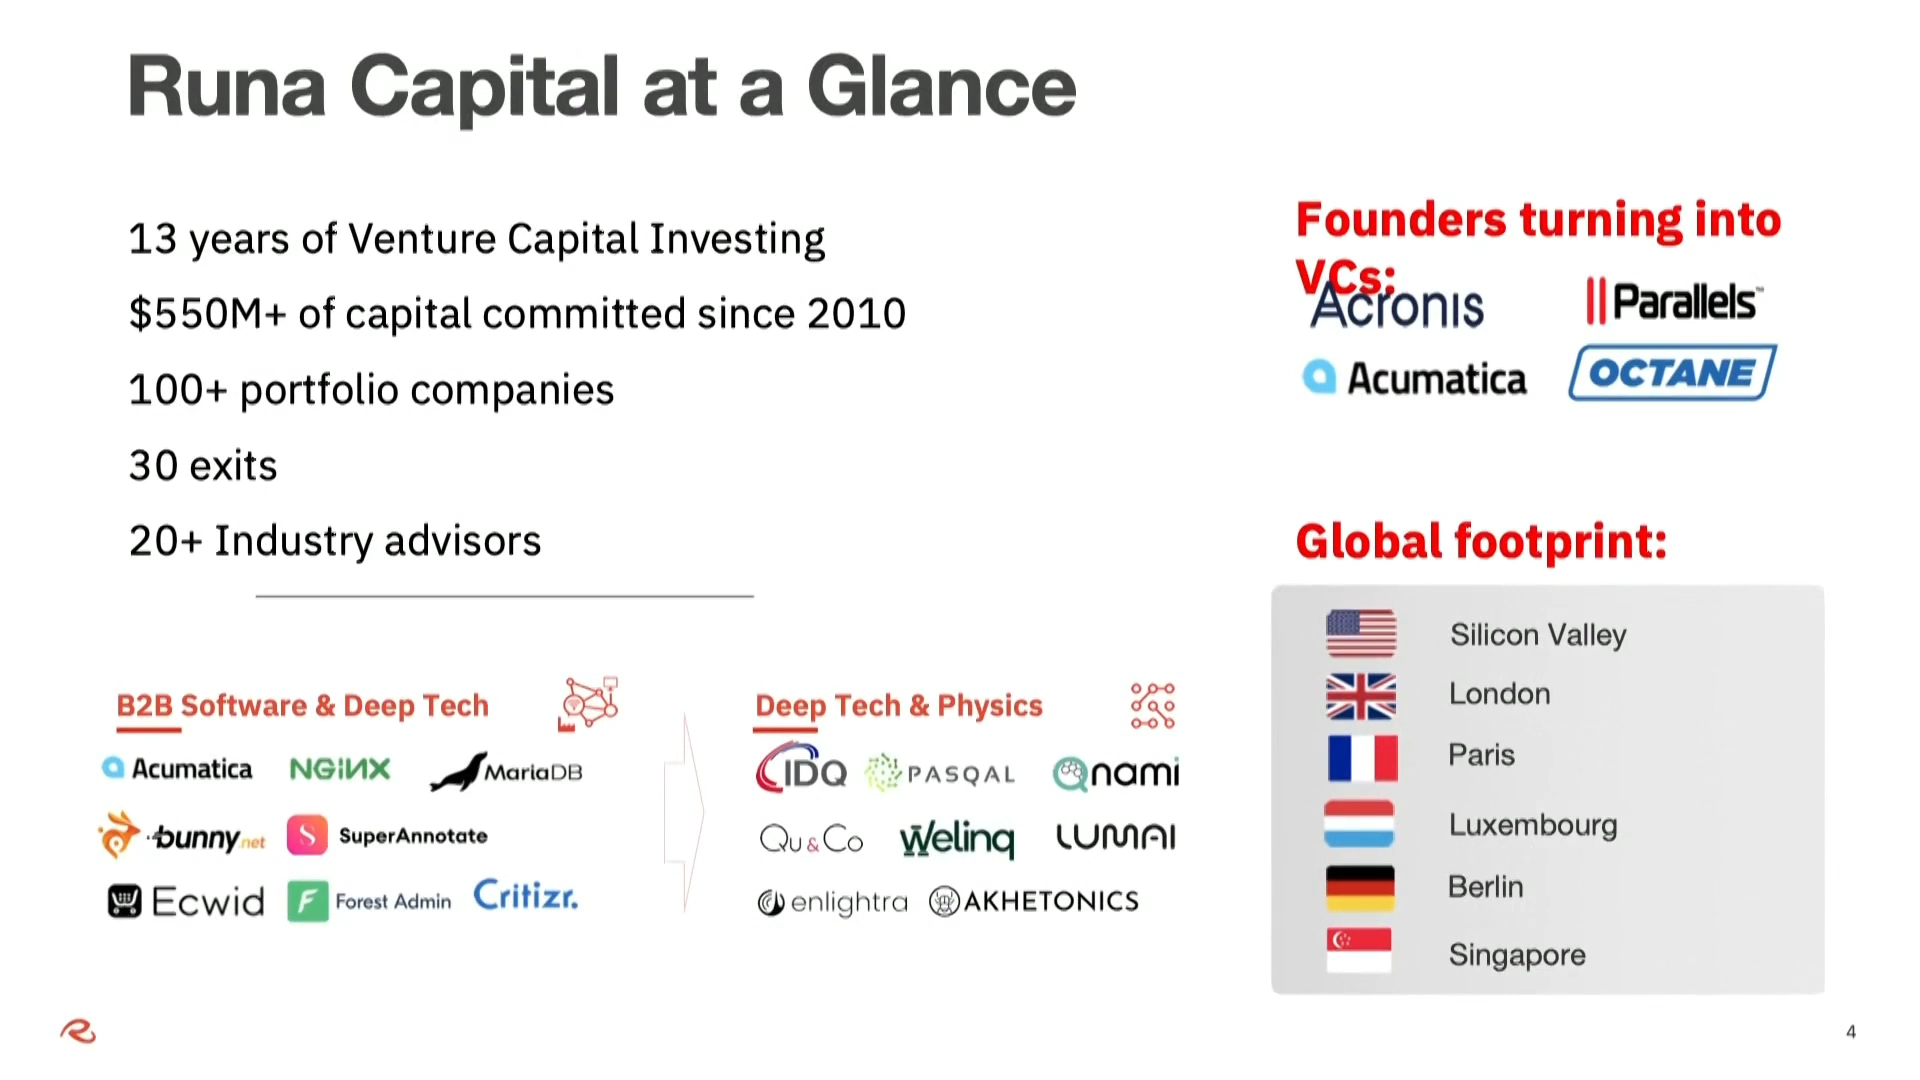 Runa Capital at a Glance
13 years of Venture Capital Investing
$550M+ of capital committed since 2010
100+ portfolio companies
30 exits
20+ Industry advisors
Founders turning into
VCs:
Acronis
Parallels™
Acumatica
OCTANE
Global footprint:
Silicon Valley
London
Paris
Luxembourg
Berlin
Singapore
B2B Software & Deep Tech
Acumatica NGINX MariaDB
bunny.net SuperAnnotate
Ecwid Forest Admin Critizr.
Deep Tech & Physics
IDQ PASQAL Qnami
Qu&Co Welinq LUMAI
enlightra AKHETONICS
4